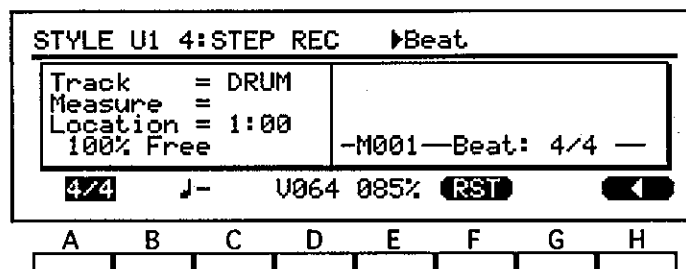 STYLE U1 4:STEP REC ▶Beat
Track = DRUM
Measure =
Location = 1:00
100% Free
-M001—Beat: 4/4 —
4/4 ♩- V064 085% RST ◀
A B C D E F G H